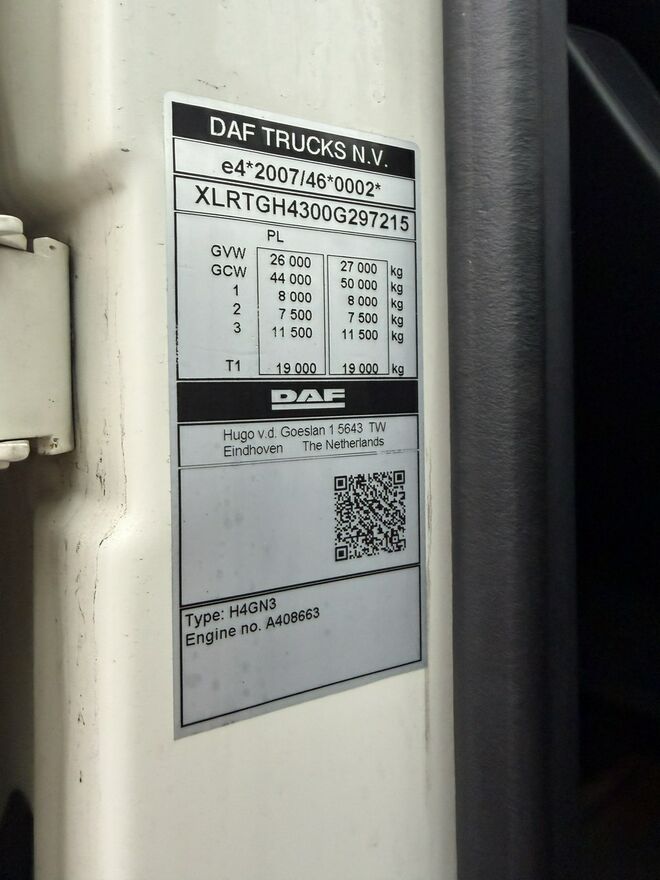 DAF TRUCKS N.V.
e4*2007/46*0002*
XLRTGH4300G297215
PL
GVW 26 000 27 000 kg
GCW 44 000 50 000 kg
1 8 000 8 000 kg
2 7 500 7 500 kg
3 11 500 11 500 kg
T1 19 000 19 000 kg
DAF
Hugo v.d. Goeslan 1 5643 TW
Eindhoven The Netherlands
Type: H4GN3
Engine no. A408663